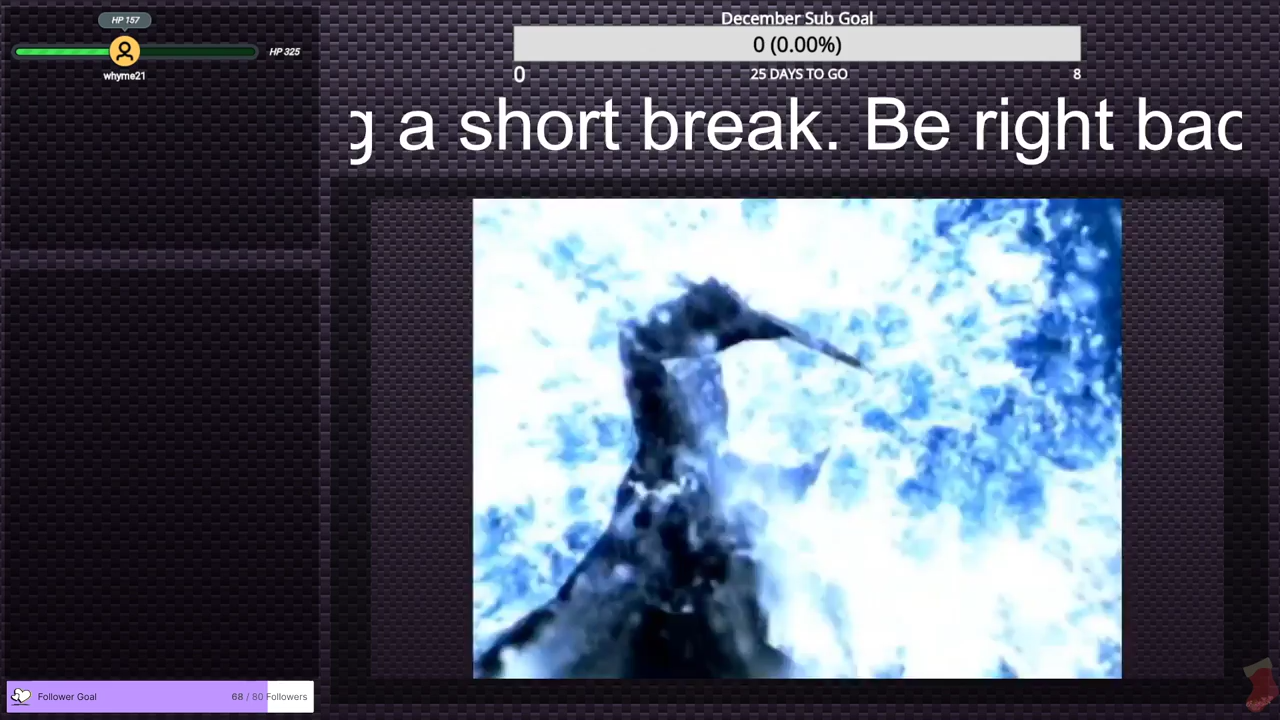 HP 157
HP 325
whyme21
December Sub Goal
0 (0.00%)
0
25 DAYS TO GO
8
g a short break. Be right bac
Follower Goal
68 / 80 Followers